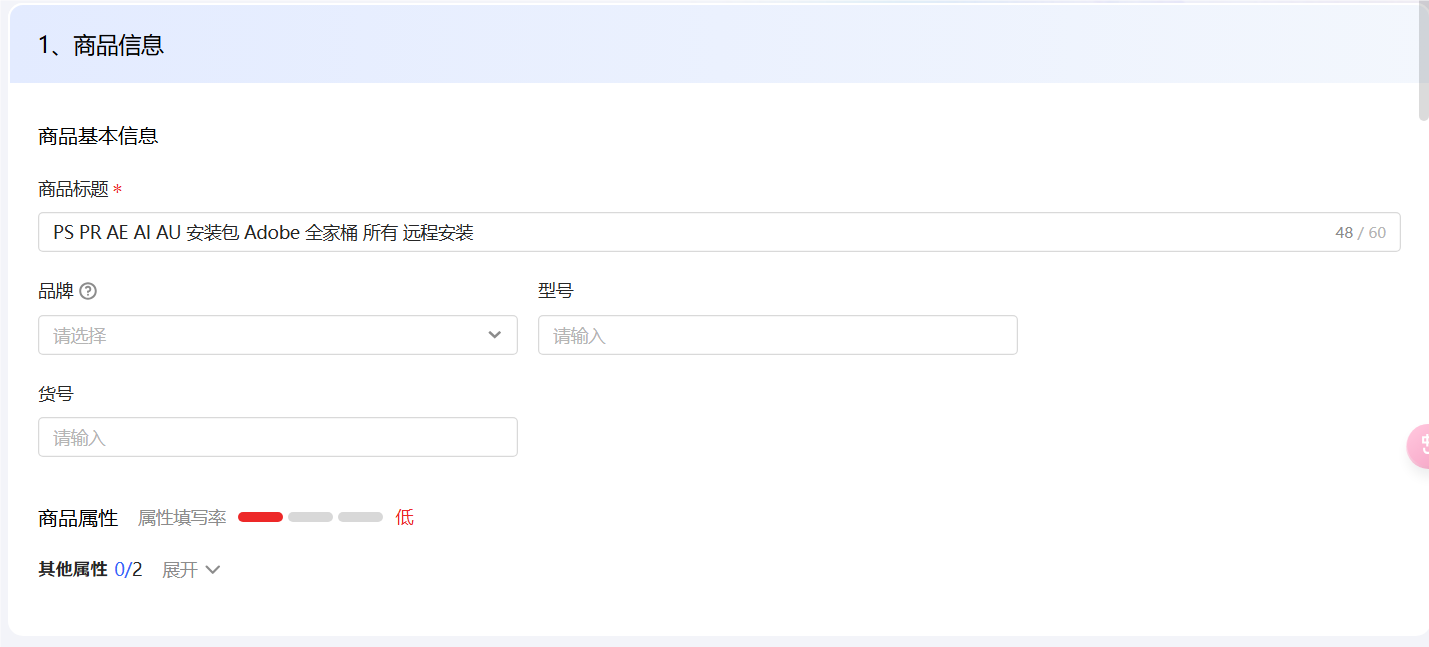 1、商品信息
商品基本信息
商品标题 *
PS PR AE AI AU 安装包 Adobe 全家桶 所有 远程安装 48 / 60
品牌 ? 型号
请选择 请输入
货号
请输入
商品属性 属性填写率 低
其他属性 0/2 展开